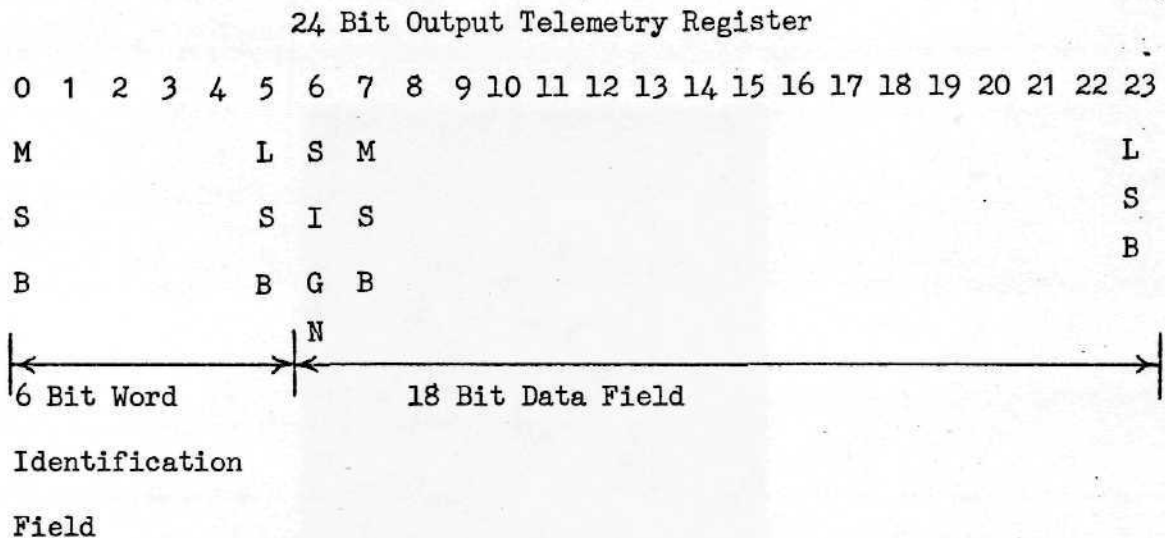 24 Bit Output Telemetry Register
0 1 2 3 4 5 6 7 8 9 10 11 12 13 14 15 16 17 18 19 20 21 22 23
M L S M L
S S I S S
B B G B B
N
6 Bit Word 18 Bit Data Field
Identification
Field